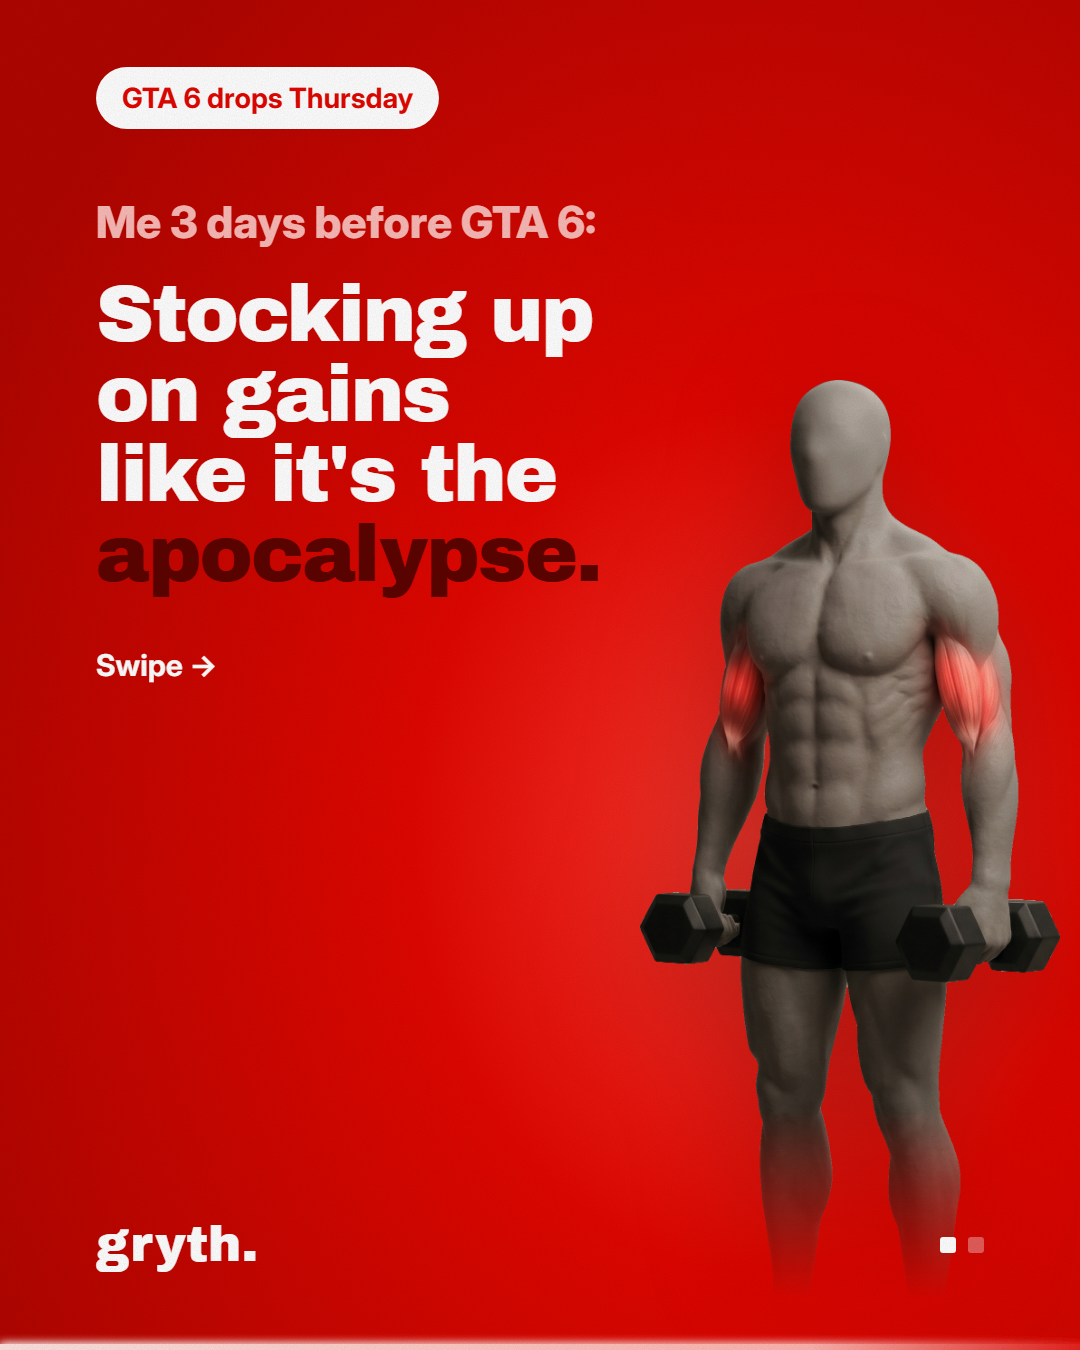 GTA 6 drops Thursday
Me 3 days before GTA 6:
Stocking up
on gains
like it's the
apocalypse.
Swipe →
gryth.